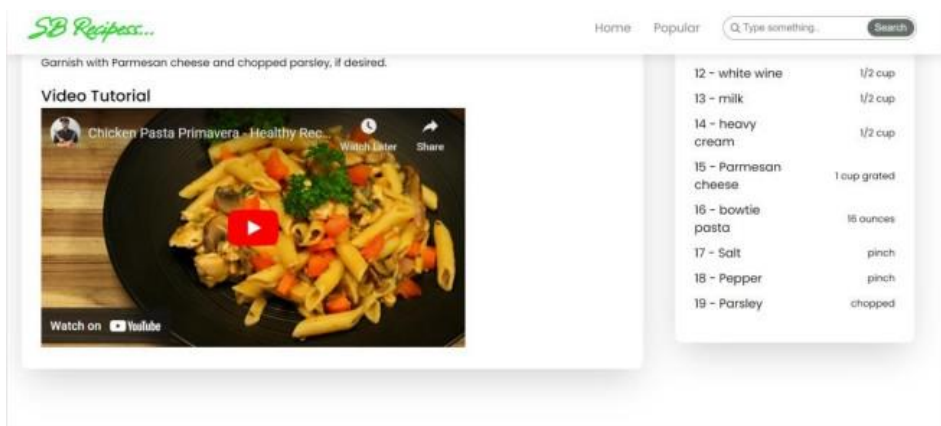 SB Recipess...
Home Popular Type something.. Search
Garnish with Parmesan cheese and chopped parsley, if desired.
Video Tutorial
Chicken Pasta Primavera - Healthy Rec...
Watch Later Share
Watch on YouTube
12 - white wine 1/2 cup
13 - milk 1/2 cup
14 - heavy
cream 1/2 cup
15 - Parmesan
cheese 1 cup grated
16 - bowtie
pasta 16 ounces
17 - Salt pinch
18 - Pepper pinch
19 - Parsley chopped